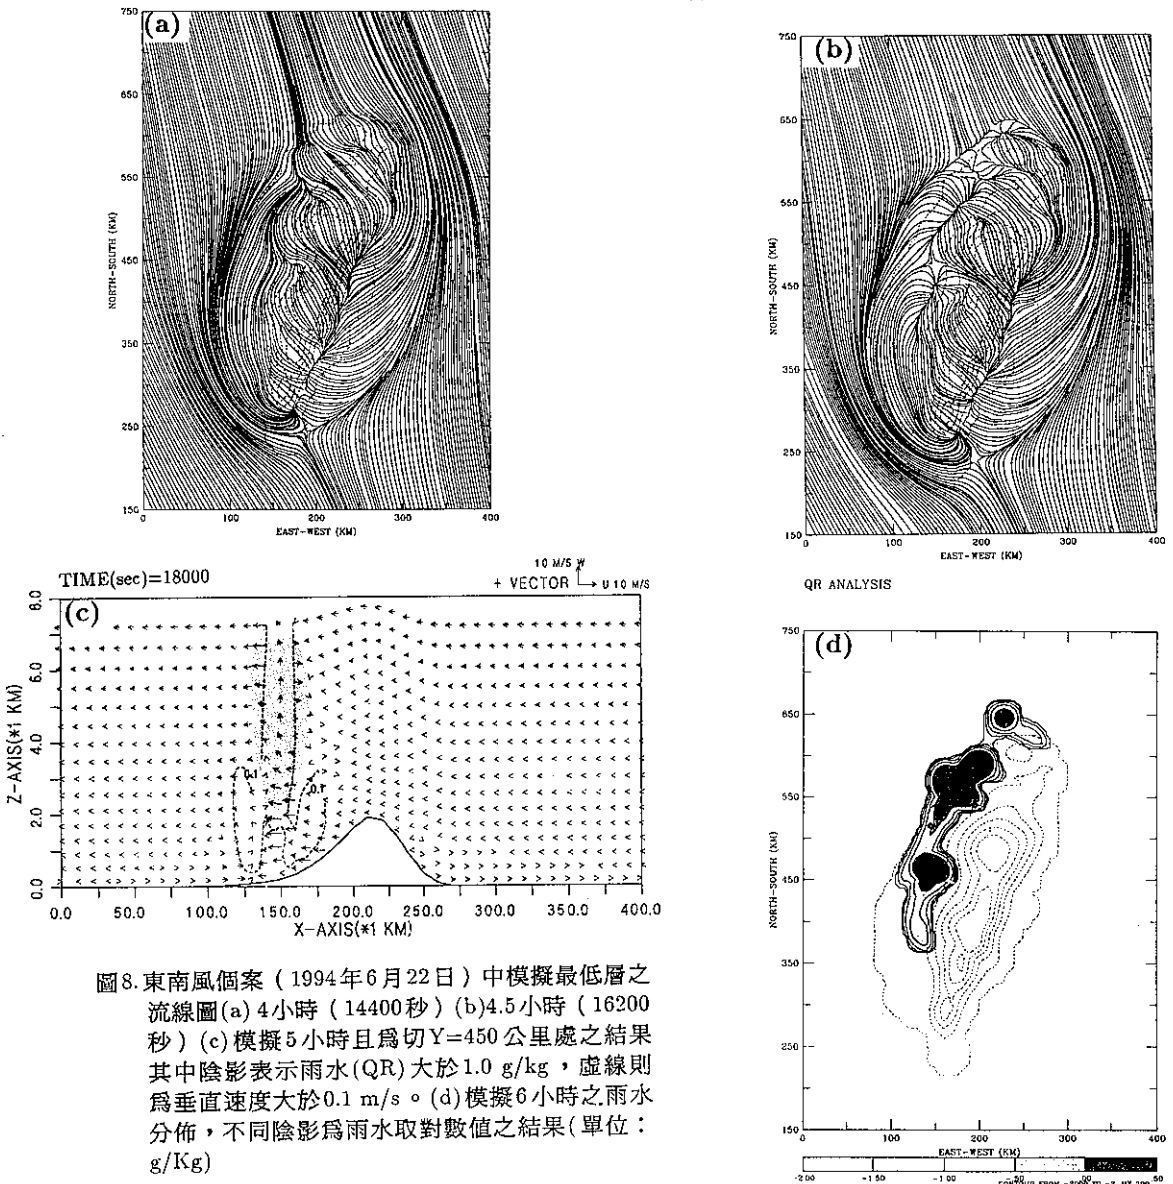 (a)
750
650
550
450
350
250
150
NORTH-SOUTH (KM)
0 100 200 300 400
EAST-WEST (KM)
(b)
750
650
550
450
350
250
150
NORTH-SOUTH (KM)
0 100 200 300 400
EAST-WEST (KM)
TIME(sec)=18000
10 M/S W
+ VECTOR
U 10 M/S
(c)
8.0
6.0
4.0
2.0
0.0
Z-AXIS(*1 KM)
0.1
0.1
0.0 50.0 100.0 150.0 200.0 250.0 300.0 350.0 400.0
X-AXIS(*1 KM)
QR ANALYSIS
(d)
750
650
550
450
350
250
150
NORTH-SOUTH (KM)
0 100 200 300 400
EAST-WEST (KM)
-2.00 -1.50 -1.00 -.50 .00 .50
圖8.東南風個案(1994年6月22日)中模擬最低層之
流線圖(a) 4小時(14400秒)(b)4.5小時(16200
秒)(c)模擬5小時且爲切Y=450公里處之結果
其中陰影表示雨水(QR)大於1.0 g/kg,虛線則
爲垂直速度大於0.1 m/s。(d)模擬6小時之雨水
分佈,不同陰影爲雨水取對數值之結果(單位:
g/Kg)